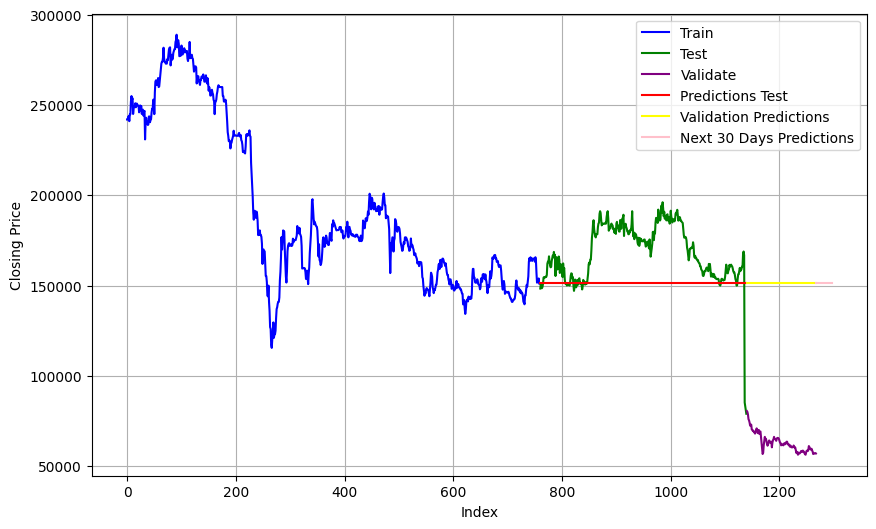 300000
250000
200000
150000
100000
50000
Closing Price
0
200
400
600
800
1000
1200
Index
Train
Test
Validate
Predictions Test
Validation Predictions
Next 30 Days Predictions